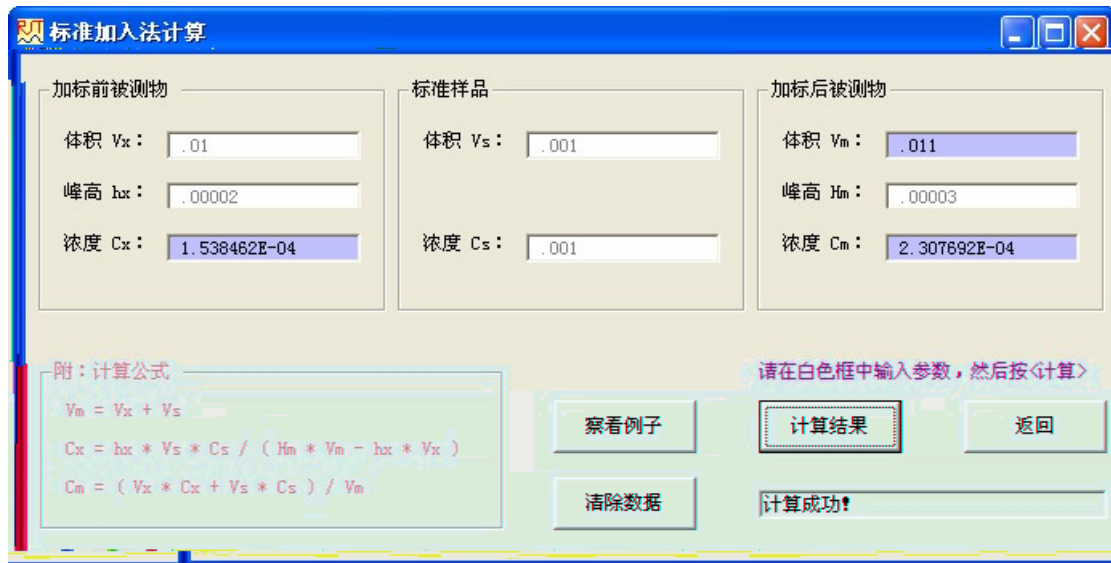 标准加入法计算
加标前被测物
体积 Vx： .01
峰高 hx： .00002
浓度 Cx： 1.538462E-04
标准样品
体积 Vs： .001
浓度 Cs： .001
加标后被测物
体积 Vm： .011
峰高 Hm： .00003
浓度 Cm： 2.307692E-04
附：计算公式
Vm = Vx + Vs
Cx = hx * Vs * Cs / ( Hm * Vm - hx * Vx )
Cm = ( Vx * Cx + Vs * Cs ) / Vm
请在白色框中输入参数，然后按<计算>
察看例子
计算结果
返回
清除数据
计算成功!